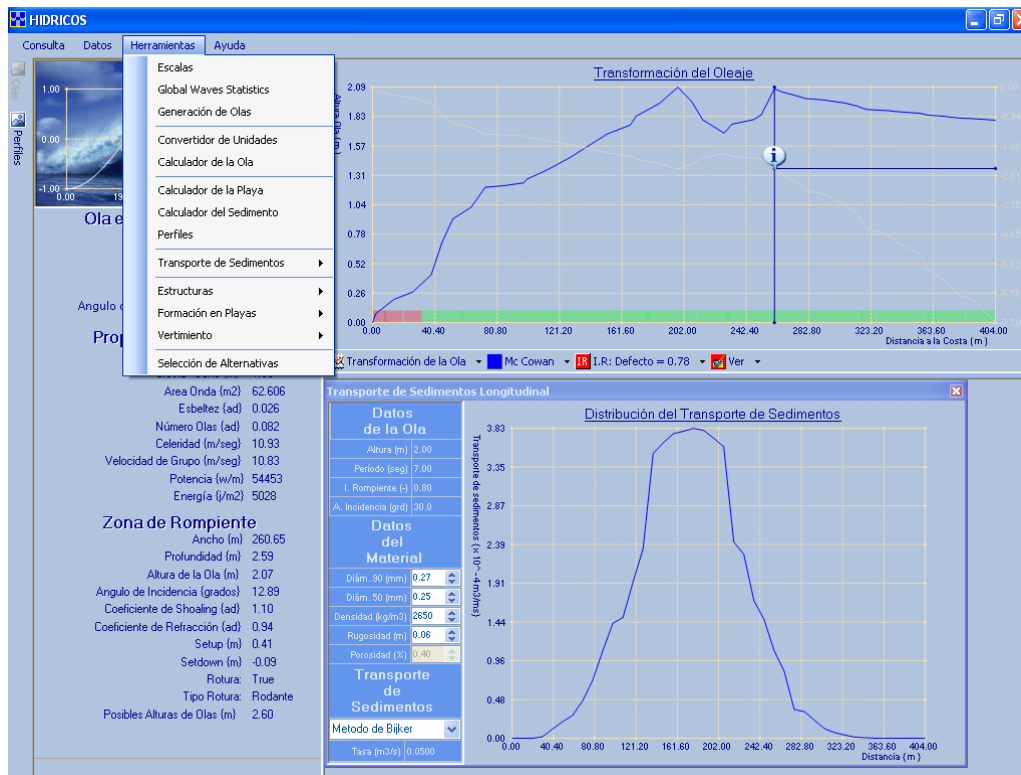 HIDRICOS
Consulta Datos Herramientas Ayuda
Olas
Perfiles
1.00
0.00
-1.00
0.00
Escalas
Global Waves Statistics
Generación de Olas
Convertidor de Unidades
Calculador de la Ola
Calculador de la Playa
Calculador del Sedimento
Perfiles
Transporte de Sedimentos
Estructuras
Formación en Playas
Vertimiento
Selección de Alternativas
Ola e
Angulo
Prop
Area Onda (m2) 62.606
Esbeltez (ad) 0.026
Número Olas (ad) 0.082
Celeridad (m/seg) 10.93
Velocidad de Grupo (m/seg) 10.83
Potencia (w/m) 54453
Energía (j/m2) 5028
Zona de Rompiente
Ancho (m) 260.65
Profundidad (m) 2.59
Altura de la Ola (m) 2.07
Angulo de Incidencia (grados) 12.89
Coeficiente de Shoaling (ad) 1.10
Coeficiente de Refracción (ad) 0.94
Setup (m) 0.41
Setdown (m) -0.09
Rotura: True
Tipo Rotura: Rodante
Posibles Alturas de Olas (m) 2.60
Transformación del Oleaje
2.09
1.83
1.57
1.31
1.04
0.78
0.52
0.26
0.00
0.00 40.40 80.80 121.20 161.60 202.00 242.40 282.80 323.20 363.60 404.00
Distancia a la Costa (m)
Transformación de la Ola Mc Cowan IR I.R: Defecto = 0.78 Ver
Transporte de Sedimentos Longitudinal
Datos
de la Ola
Altura (m) 2.00
Período (seg) 7.00
I. Rompiente (-) 0.80
A. Incidencia (grd) 30.0
Datos
del
Material
Diám. 90 (mm) 0.27
Diám. 50 (mm) 0.25
Densidad (kg/m3) 2650
Rugosidad (m) 0.06
Porosidad (%) 0.40
Transporte
de
Sedimentos
Metodo de Bijker
Tasa (m3/s) 0.0500
Distribución del Transporte de Sedimentos
Transporte de sedimentos (x 10^-4m3/ms)
3.83
3.35
2.87
2.39
1.91
1.44
0.96
0.48
0.00
0.00 40.40 80.80 121.20 161.60 202.00 242.40 282.80 323.20 363.60 404.00
Distancia (m)